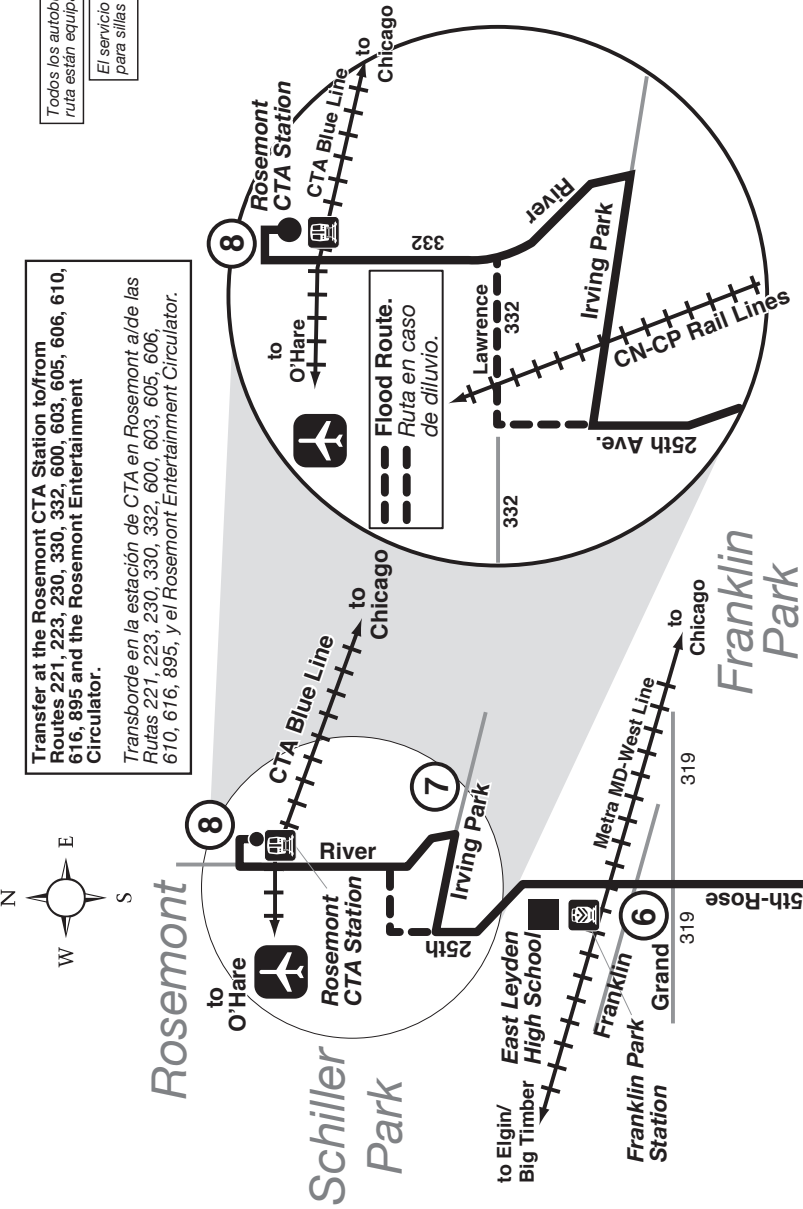 Todos los autob
ruta están equipa
El servicio
para sillas
Transfer at the Rosemont CTA Station to/from
Routes 221, 223, 230, 330, 332, 600, 603, 605, 606, 610,
616, 895 and the Rosemont Entertainment
Circulator.
Transborde en la estación de CTA en Rosemont a/de las
Rutas 221, 223, 230, 330, 332, 600, 603, 605, 606,
610, 616, 895, y el Rosemont Entertainment Circulator.
N
W
E
S
Rosemont
to
O'Hare
8
CTA Blue Line
to
Chicago
River
Rosemont
CTA Station
7
Irving Park
25th
Schiller
Park
East Leyden
High School
to Elgin/
Big Timber
Franklin
6
Metra MD-West Line
to
Chicago
Grand
319
319
Franklin Park
Station
5th-Rose
Franklin
Park
8
Rosemont
CTA Station
CTA Blue Line
to
Chicago
to
O'Hare
332
Flood Route.
Ruta en caso
de diluvio.
Lawrence
332
332
River
Irving Park
CN-CP Rail Lines
25th Ave.